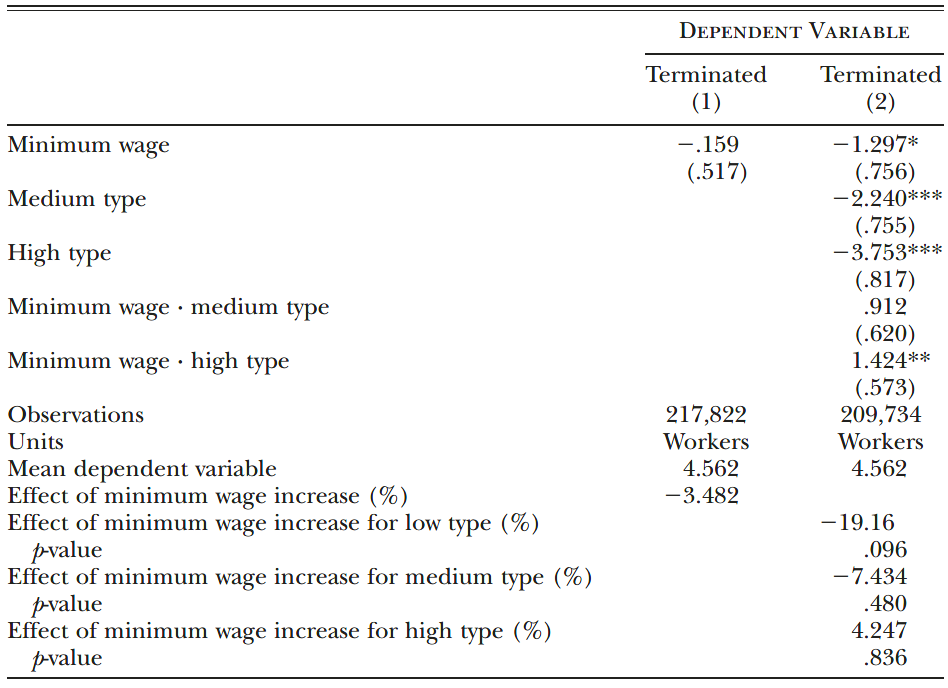 DEPENDENT VARIABLE
Terminated Terminated
(1) (2)
Minimum wage −.159 −1.297*
(.517) (.756)
Medium type −2.240***
(.755)
High type −3.753***
(.817)
Minimum wage · medium type .912
(.620)
Minimum wage · high type 1.424**
(.573)
Observations 217,822 209,734
Units Workers Workers
Mean dependent variable 4.562 4.562
Effect of minimum wage increase (%) −3.482
Effect of minimum wage increase for low type (%) −19.16
p-value .096
Effect of minimum wage increase for medium type (%) −7.434
p-value .480
Effect of minimum wage increase for high type (%) 4.247
p-value .836